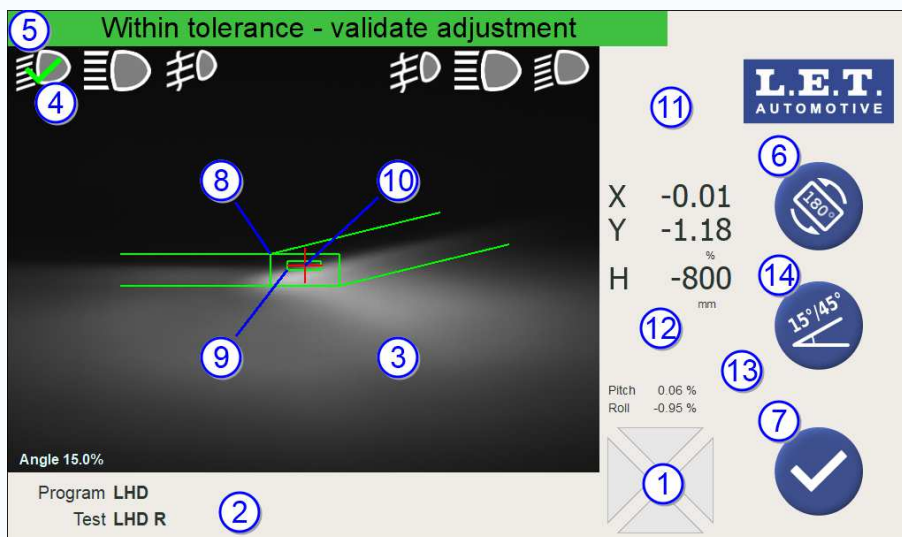 Within tolerance - validate adjustment
5
4
8
10
9
3
Angle 15.0%
Program LHD
Test LHD R
2
11
L.E.T.
AUTOMOTIVE
6
180°
X -0.01
Y -1.18
%
H -800
mm
14
15°/45°
12
13
Pitch 0.06 %
Roll -0.95 %
7
1